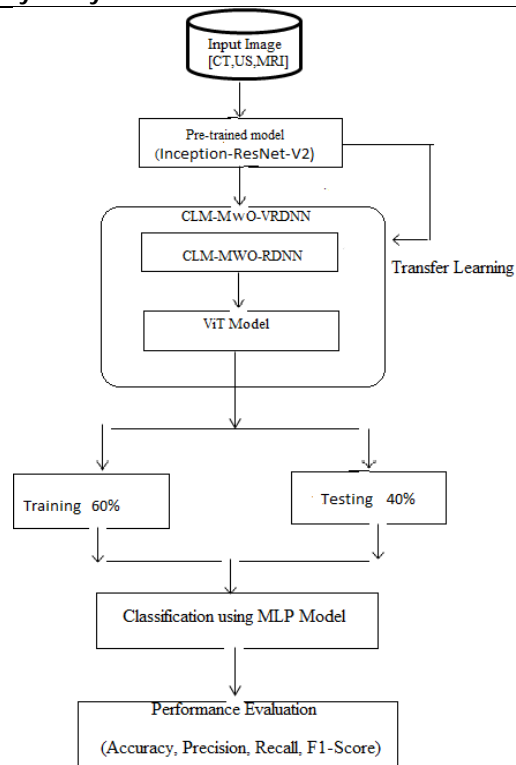 Input Image
[CT,US,MRI]
Pre-trained model
(Inception-ResNet-V2)
CLM-MWO-VRDNN
CLM-MWO-RDNN
Transfer Learning
ViT Model
Training 60%
Testing 40%
Classification using MLP Model
Performance Evaluation
(Accuracy, Precision, Recall, F1-Score)